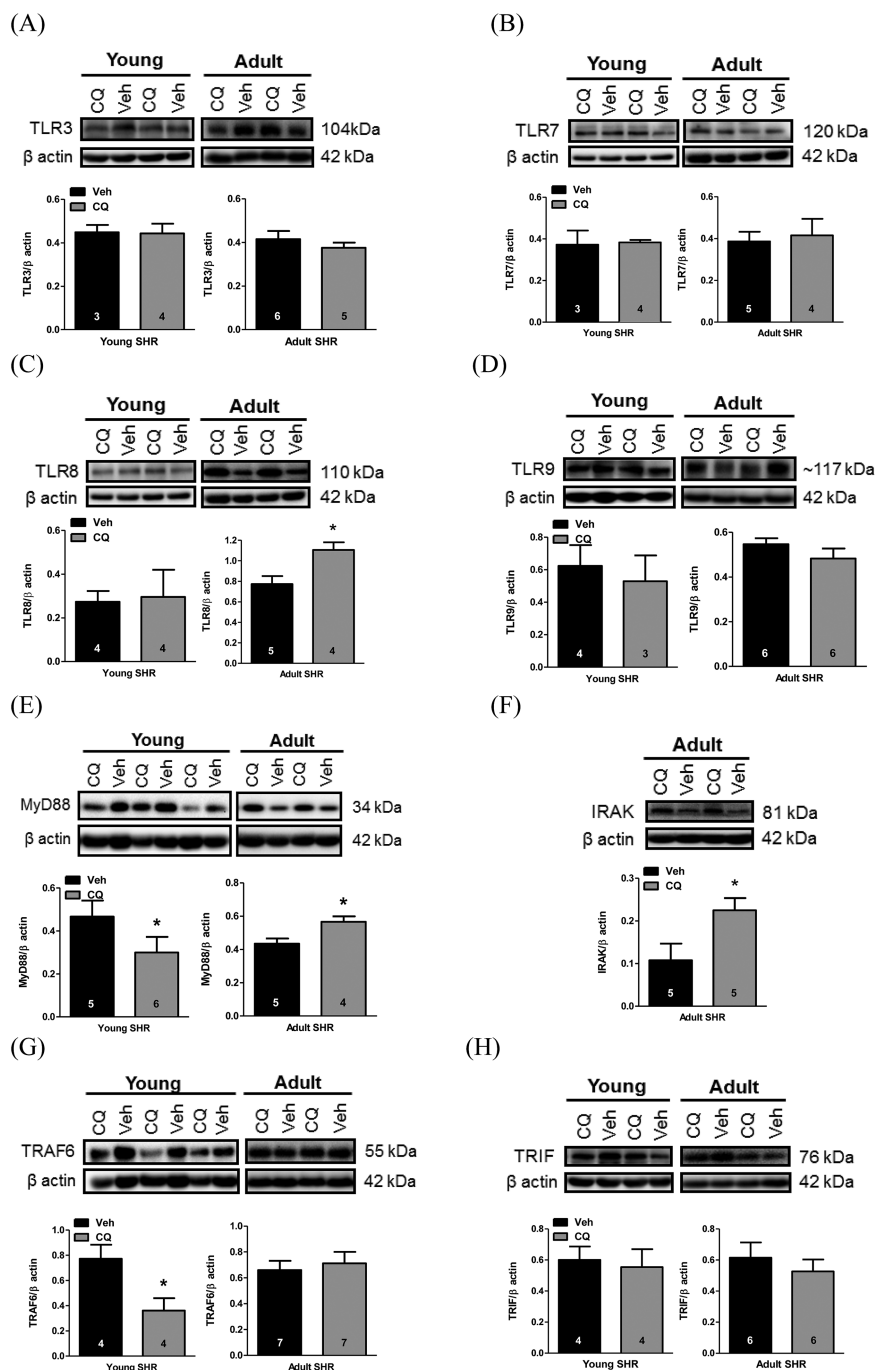 (A)
Young Adult
CQ Veh CQ Veh CQ Veh CQ Veh
TLR3 104kDa
β actin 42 kDa
Veh
CQ
TLR3/β actin
0.6
0.4
0.2
0.0
3 4
Young SHR
TLR3/β actin
0.6
0.4
0.2
0.0
6 5
Adult SHR
(B)
Young Adult
CQ Veh CQ Veh CQ Veh CQ Veh
TLR7 120 kDa
β actin 42 kDa
Veh
CQ
TLR7/β actin
0.6
0.4
0.2
0.0
3 4
Young SHR
TLR7/β actin
0.6
0.4
0.2
0.0
5 4
Adult SHR
(C)
Young Adult
CQ Veh CQ Veh CQ Veh CQ Veh
TLR8 110 kDa
β actin 42 kDa
Veh
CQ
TLR8/β actin
0.6
0.4
0.2
0.0
4 4
Young SHR
TLR8/β actin
1.2
1.0
0.8
0.6
0.4
0.2
0.0
*
5 4
Adult SHR
(D)
Young Adult
CQ Veh CQ Veh CQ Veh CQ Veh
TLR9 ~117 kDa
β actin 42 kDa
Veh
CQ
TLR9/β actin
0.9
0.8
0.6
0.4
0.2
0.0
4 3
Young SHR
TLR9/β actin
0.6
0.4
0.2
0.0
6 6
Adult SHR
(E)
Young Adult
CQ Veh CQ Veh CQ Veh CQ Veh CQ Veh
MyD88 34 kDa
β actin 42 kDa
Veh
CQ
MyD88/β actin
0.6
0.4
0.2
0.0
*
5 6
Young SHR
MyD88/β actin
0.8
0.6
0.4
0.2
0.0
*
5 4
Adult SHR
(F)
Adult
CQ Veh CQ Veh
IRAK 81 kDa
β actin 42 kDa
Veh
CQ
IRAK/β actin
0.3
0.2
0.1
0.0
*
5 5
Adult SHR
(G)
Young Adult
CQ Veh CQ Veh CQ Veh CQ Veh CQ Veh
TRAF6 55 kDa
β actin 42 kDa
Veh
CQ
TRAF6/β actin
1.0
0.8
0.6
0.4
0.2
0.0
*
4 4
Young SHR
TRAF6/β actin
1.0
0.8
0.6
0.4
0.2
0.0
7 7
Adult SHR
(H)
Young Adult
CQ Veh CQ Veh CQ Veh CQ Veh
TRIF 76 kDa
β actin 42 kDa
Veh
CQ
TRIF/β actin
0.8
0.6
0.4
0.2
0.0
4 4
Young SHR
TRIF/β actin
0.8
0.6
0.4
0.2
0.0
6 6
Adult SHR